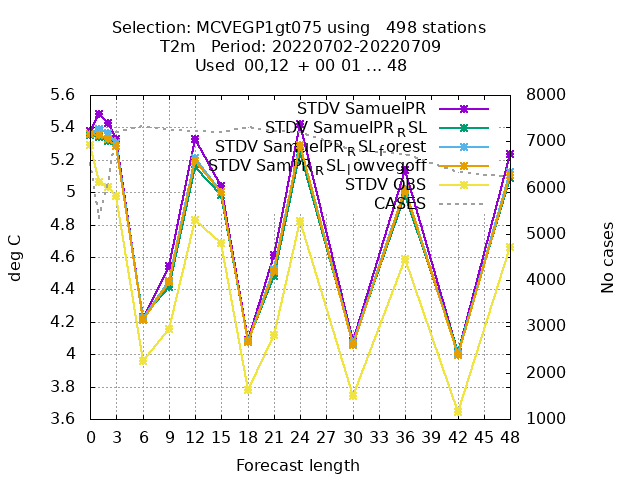 Selection: MCVEGP1gt075 using 498 stations
T2m Period: 20220702-20220709
Used 00,12 + 00 01 ... 48
STDV SamuelPR
STDV SamuelPR_RSL
STDV SamuelPR_RSL_forest
STDV SamPR_RSL_lowvegoff
STDV OBS
CASES
5.6
5.4
5.2
5
4.8
4.6
4.4
4.2
4
3.8
3.6
deg C
8000
7000
6000
5000
4000
3000
2000
1000
No cases
0 3 6 9 12 15 18 21 24 27 30 33 36 39 42 45 48
Forecast length